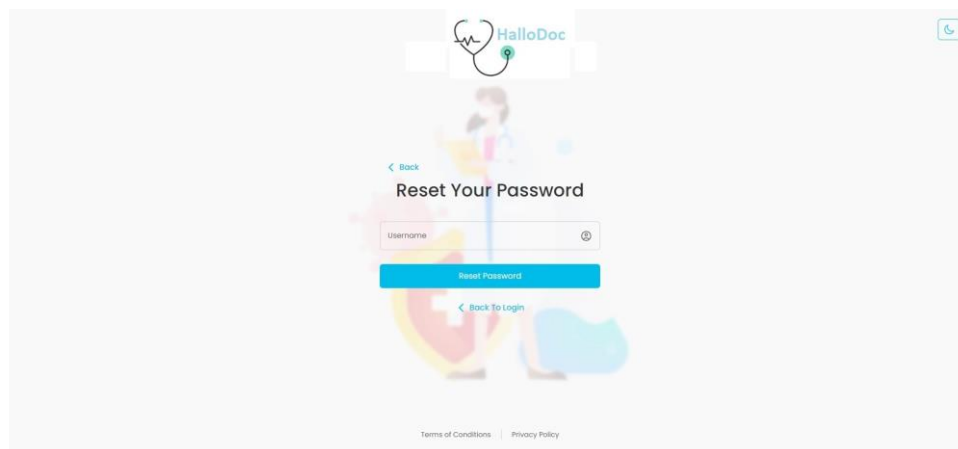 HalloDoc
Back
Reset Your Password
Username
Reset Password
Back To Login
Terms of Conditions Privacy Policy